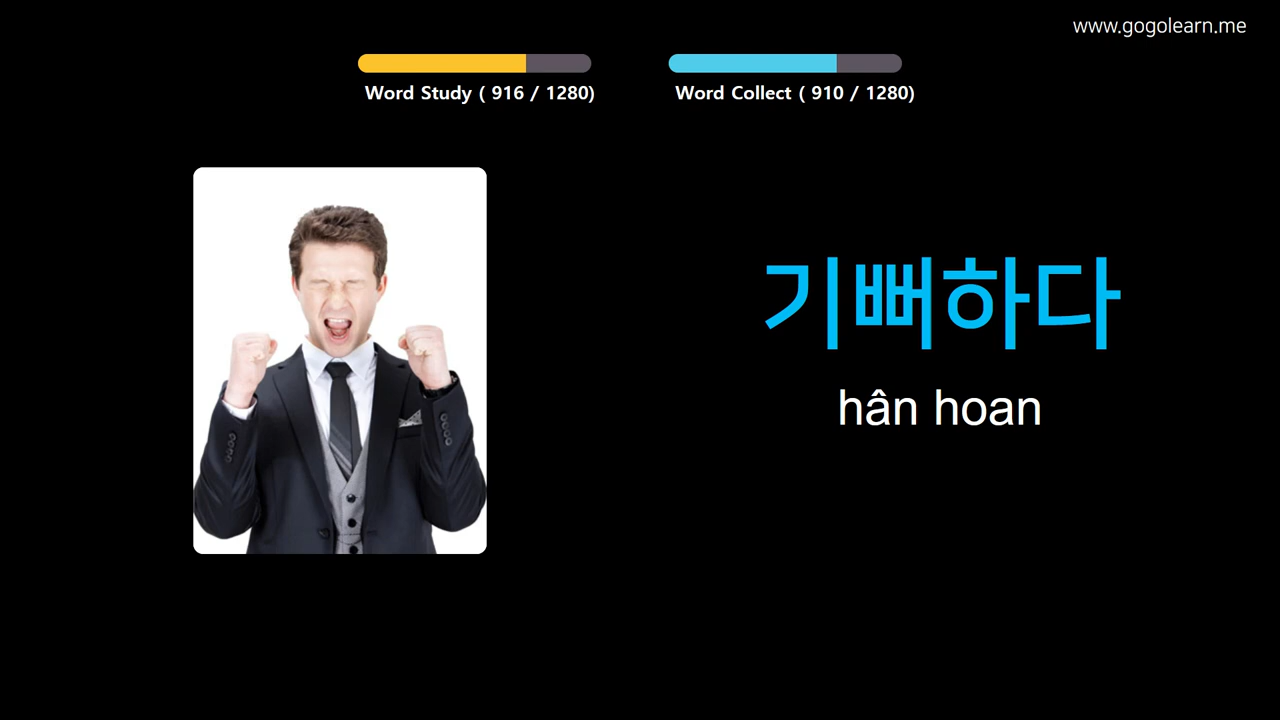 www.gogolearn.me
Word Study ( 916 / 1280)
Word Collect ( 910 / 1280)
기뻐하다
hân hoan